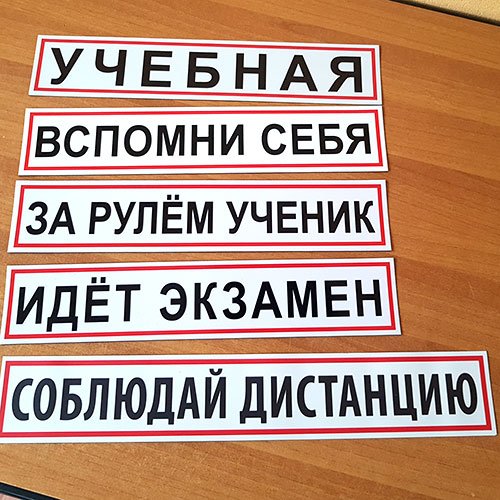 УЧЕБНАЯ
ВСПОМНИ СЕБЯ
ЗА РУЛЁМ УЧЕНИК
ИДЁТ ЭКЗАМЕН
СОБЛЮДАЙ ДИСТАНЦИЮ